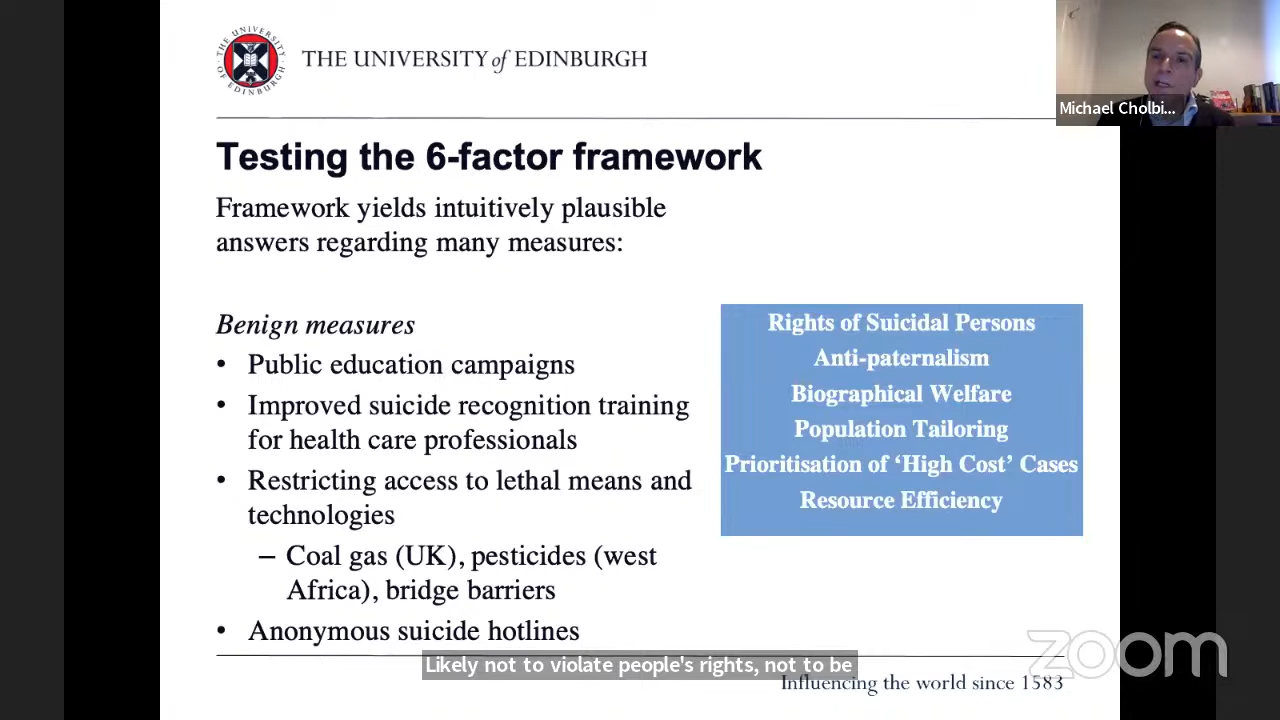 THE UNIVERSITY of EDINBURGH
Michael Cholbi...
Testing the 6-factor framework
Framework yields intuitively plausible
answers regarding many measures:
Benign measures
• Public education campaigns
• Improved suicide recognition training
for health care professionals
• Restricting access to lethal means and
technologies
– Coal gas (UK), pesticides (west
Africa), bridge barriers
• Anonymous suicide hotlines
Rights of Suicidal Persons
Anti-paternalism
Biographical Welfare
Population Tailoring
Prioritisation of ‘High Cost’ Cases
Resource Efficiency
Likely not to violate people's rights, not to be
Influencing the world since 1583
zoom